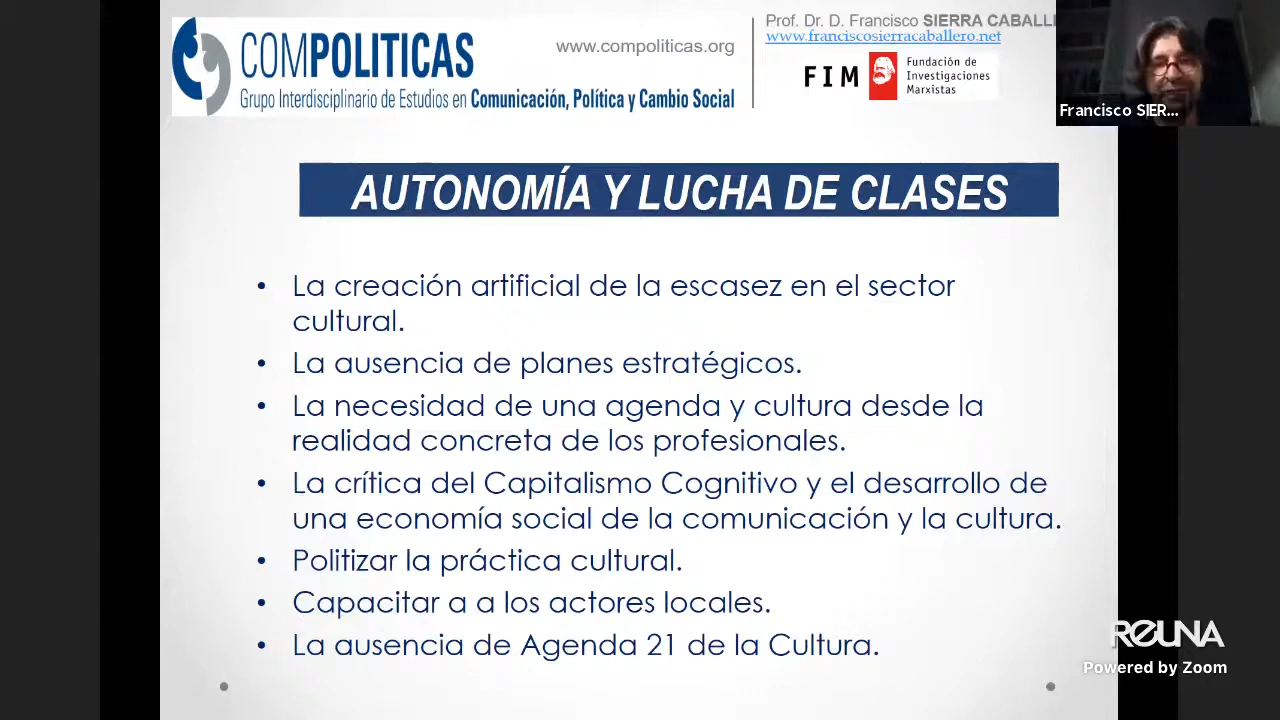 COMPOLITICAS
www.compoliticas.org
Grupo Interdisciplinario de Estudios en Comunicación, Política y Cambio Social
Prof. Dr. D. Francisco SIERRA CABALLE
www.franciscosierracaballero.net
FIM
Fundación de
Investigaciones
Marxistas
Francisco SIER...
AUTONOMÍA Y LUCHA DE CLASES
• La creación artificial de la escasez en el sector
cultural.
• La ausencia de planes estratégicos.
• La necesidad de una agenda y cultura desde la
realidad concreta de los profesionales.
• La crítica del Capitalismo Cognitivo y el desarrollo de
una economía social de la comunicación y la cultura.
• Politizar la práctica cultural.
• Capacitar a a los actores locales.
• La ausencia de Agenda 21 de la Cultura.
REUNA
Powered by Zoom